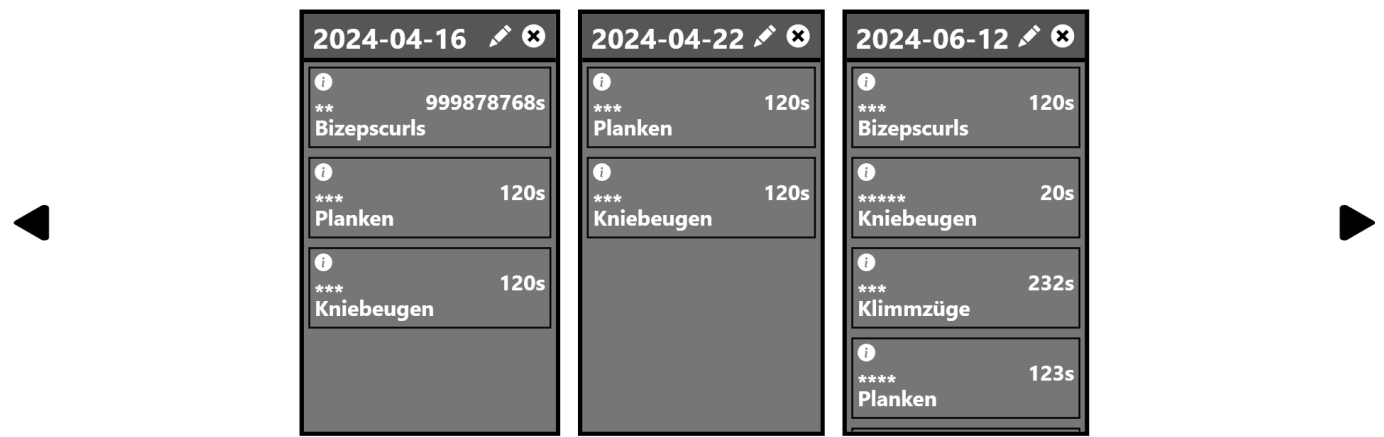 2024-04-16
** 999878768s
Bizepscurls
*** 120s
Planken
*** 120s
Kniebeugen
2024-04-22
*** 120s
Planken
*** 120s
Kniebeugen
2024-06-12
*** 120s
Bizepscurls
***** 20s
Kniebeugen
*** 232s
Klimmzüge
**** 123s
Planken